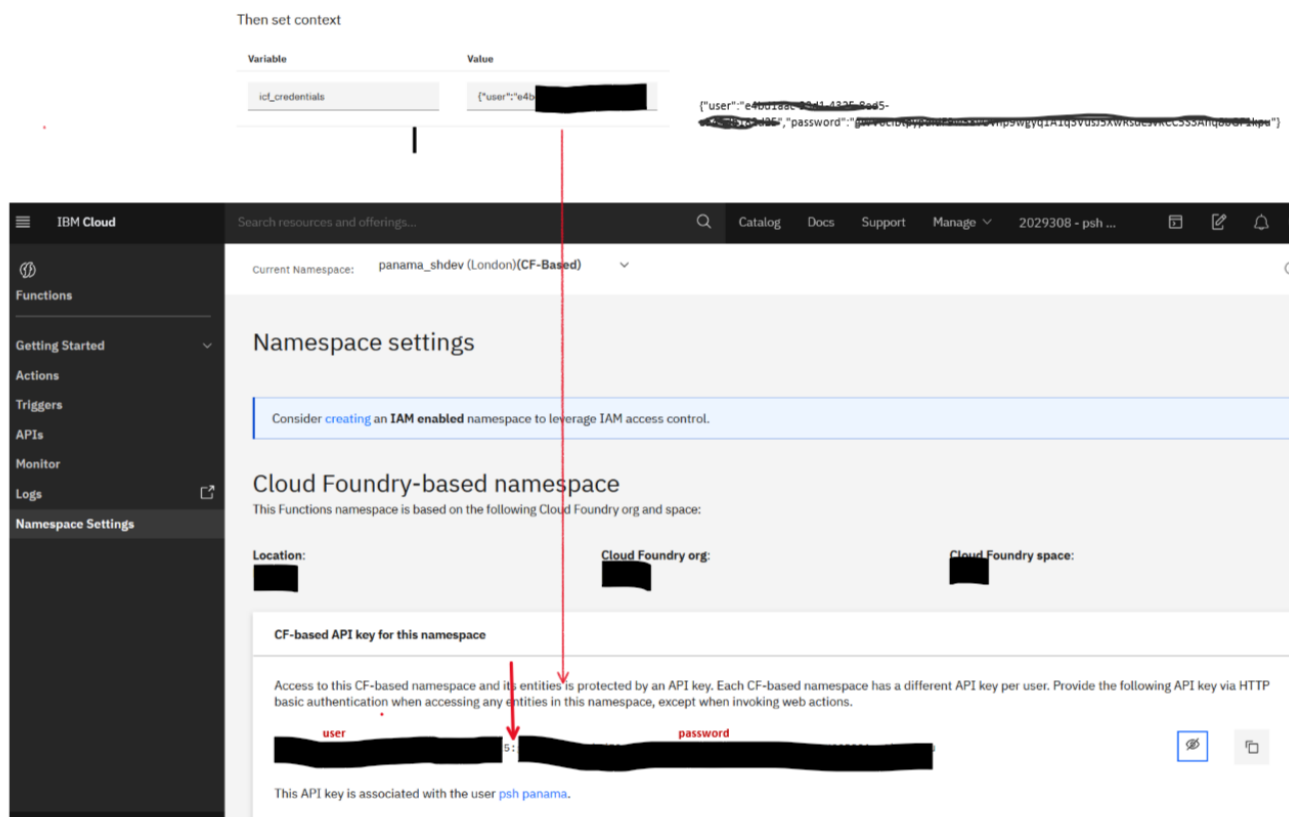 Then set context
Variable Value
icf_credentials {"user":"e4b
{"user":"
","password":" "}
IBM Cloud Search resources and offerings... Catalog Docs Support Manage 2029308 - psh ...
Current Namespace: panama_shdev (London)(CF-Based)
Functions
Getting Started
Actions
Triggers
APIs
Monitor
Logs
Namespace Settings
Namespace settings
Consider creating an IAM enabled namespace to leverage IAM access control.
Cloud Foundry-based namespace
This Functions namespace is based on the following Cloud Foundry org and space:
Location: Cloud Foundry org: Cloud Foundry space:
CF-based API key for this namespace
Access to this CF-based namespace and its entities is protected by an API key. Each CF-based namespace has a different API key per user. Provide the following API key via HTTP
basic authentication when accessing any entities in this namespace, except when invoking web actions.
user password
5:
This API key is associated with the user psh panama.